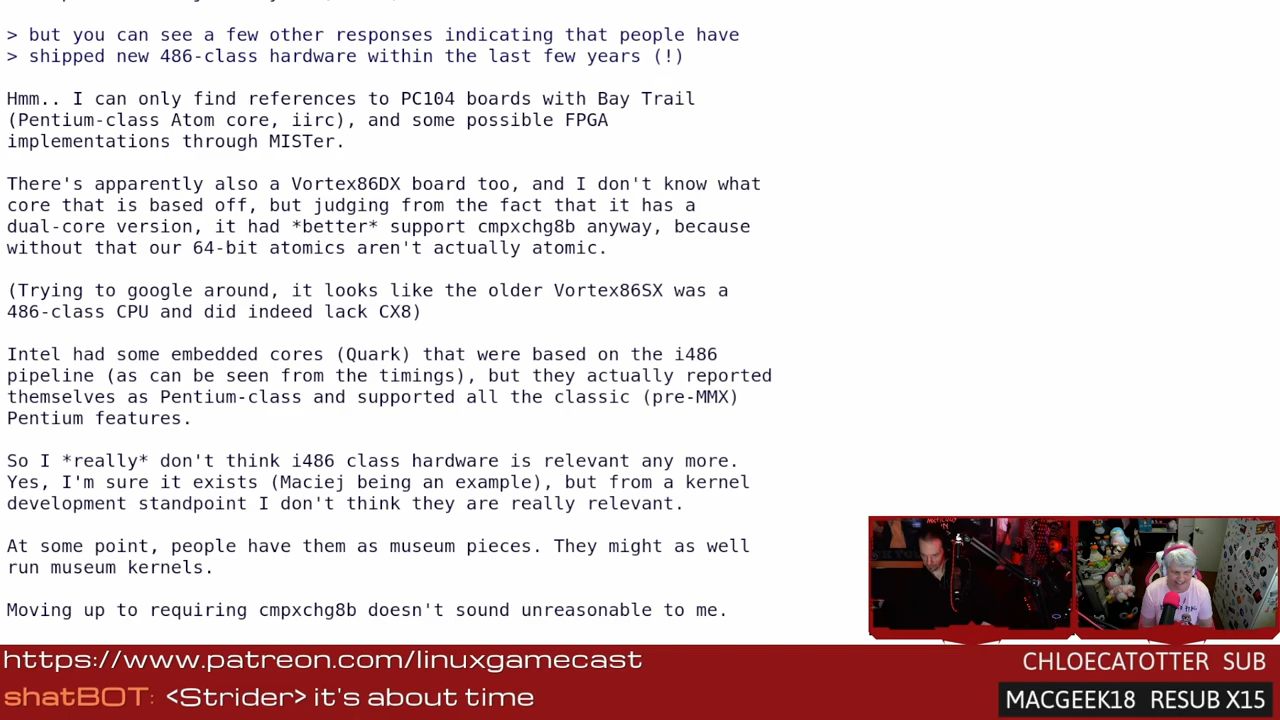 > but you can see a few other responses indicating that people have
> shipped new 486-class hardware within the last few years (!)
Hmm.. I can only find references to PC104 boards with Bay Trail
(Pentium-class Atom core, iirc), and some possible FPGA
implementations through MISTer.
There's apparently also a Vortex86DX board too, and I don't know what
core that is based off, but judging from the fact that it has a
dual-core version, it had *better* support cmpxchg8b anyway, because
without that our 64-bit atomics aren't actually atomic.
(Trying to google around, it looks like the older Vortex86SX was a
486-class CPU and did indeed lack CX8)
Intel had some embedded cores (Quark) that were based on the i486
pipeline (as can be seen from the timings), but they actually reported
themselves as Pentium-class and supported all the classic (pre-MMX)
Pentium features.
So I *really* don't think i486 class hardware is relevant any more.
Yes, I'm sure it exists (Maciej being an example), but from a kernel
development standpoint I don't think they are really relevant.
At some point, people have them as museum pieces. They might as well
run museum kernels.
Moving up to requiring cmpxchg8b doesn't sound unreasonable to me.
https://www.patreon.com/linuxgamecast
CHLOECATOTTER SUB
shatBOT: <Strider> it's about time
MACGEEK18 RESUB X15